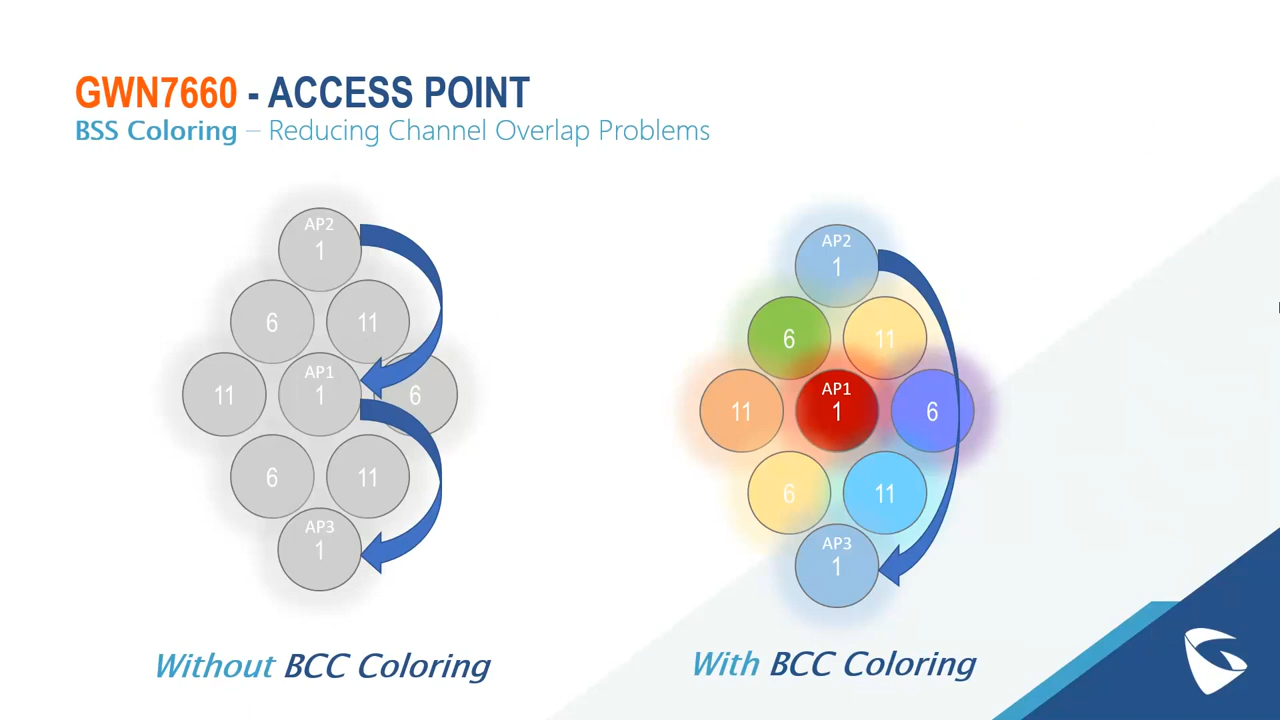 GWN7660 - ACCESS POINT
BSS Coloring – Reducing Channel Overlap Problems
AP2
1
6
11
11
AP1
1
6
6
11
AP3
1
Without BCC Coloring
AP2
1
6
11
11
AP1
1
6
6
11
AP3
1
With BCC Coloring